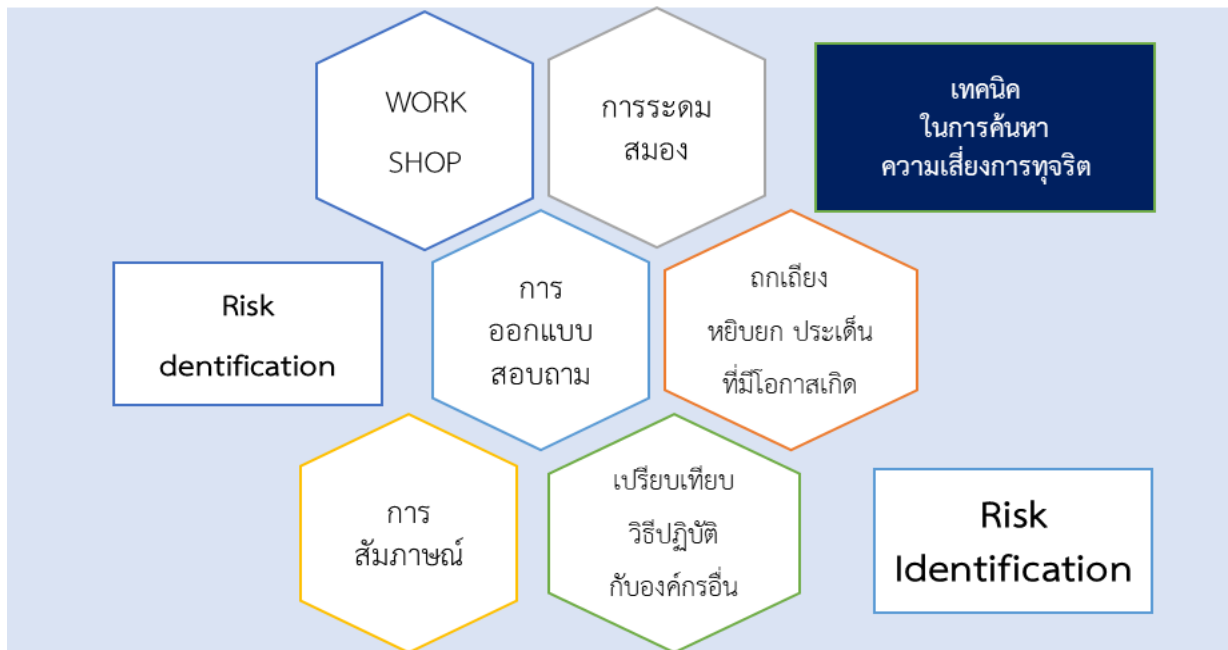 WORK
SHOP
การระดม
สมอง
เทคนิค
ในการค้นหา
ความเสี่ยงการทุจริต
Risk
dentification
การ
ออกแบบ
สอบถาม
ถกเถียง
หยิบยก ประเด็น
ที่มีโอกาสเกิด
การ
สัมภาษณ์
เปรียบเทียบ
วิธีปฏิบัติ
กับองค์กรอื่น
Risk
Identification